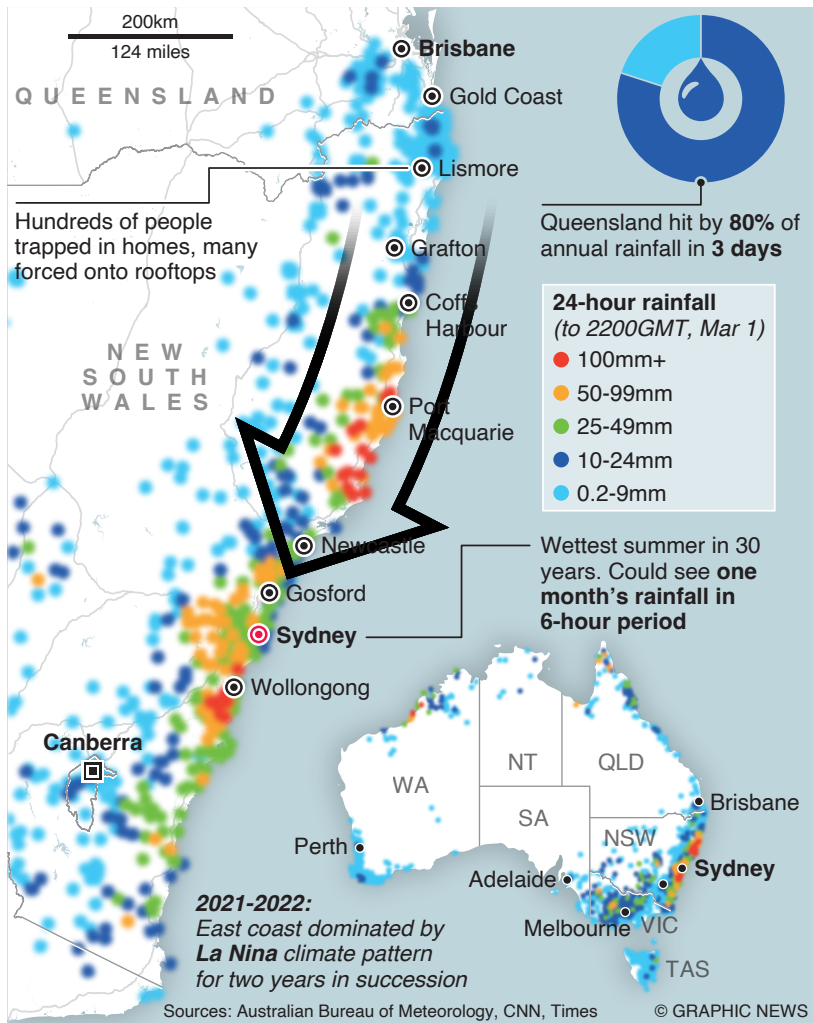 200km
124 miles
Brisbane
QUEENSLAND
Gold Coast
Lismore
Hundreds of people
trapped in homes, many
forced onto rooftops
Grafton
Coffs
Harbour
NEW
SOUTH
WALES
Port
Macquarie
Newcastle
Gosford
Sydney
Wollongong
Canberra
Queensland hit by 80% of
annual rainfall in 3 days
24-hour rainfall
(to 2200GMT, Mar 1)
100mm+
50-99mm
25-49mm
10-24mm
0.2-9mm
Wettest summer in 30
years. Could see one
month's rainfall in
6-hour period
WA
NT
QLD
SA
NSW
Brisbane
Perth
Sydney
Adelaide
Melbourne
VIC
TAS
2021-2022:
East coast dominated by
La Nina climate pattern
for two years in succession
Sources: Australian Bureau of Meteorology, CNN, Times
© GRAPHIC NEWS